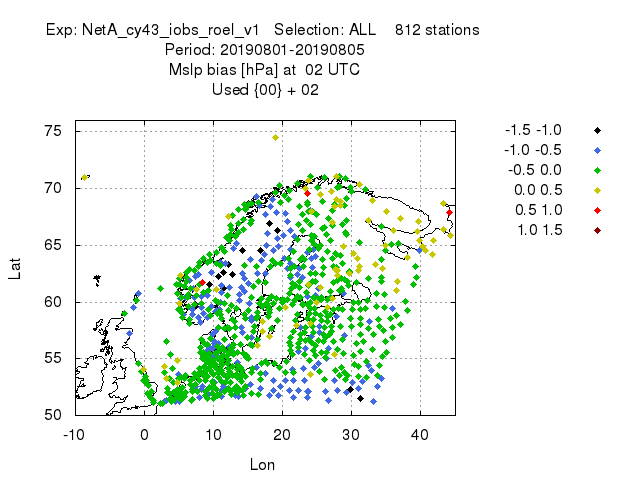 Exp: NetA_cy43_iobs_roel_v1 Selection: ALL 812 stations
Period: 20190801-20190805
Mslp bias [hPa] at 02 UTC
Used {00} + 02
75
70
65
60
55
50
Lat
-10 0 10 20 30 40
Lon
-1.5 -1.0
-1.0 -0.5
-0.5 0.0
0.0 0.5
0.5 1.0
1.0 1.5